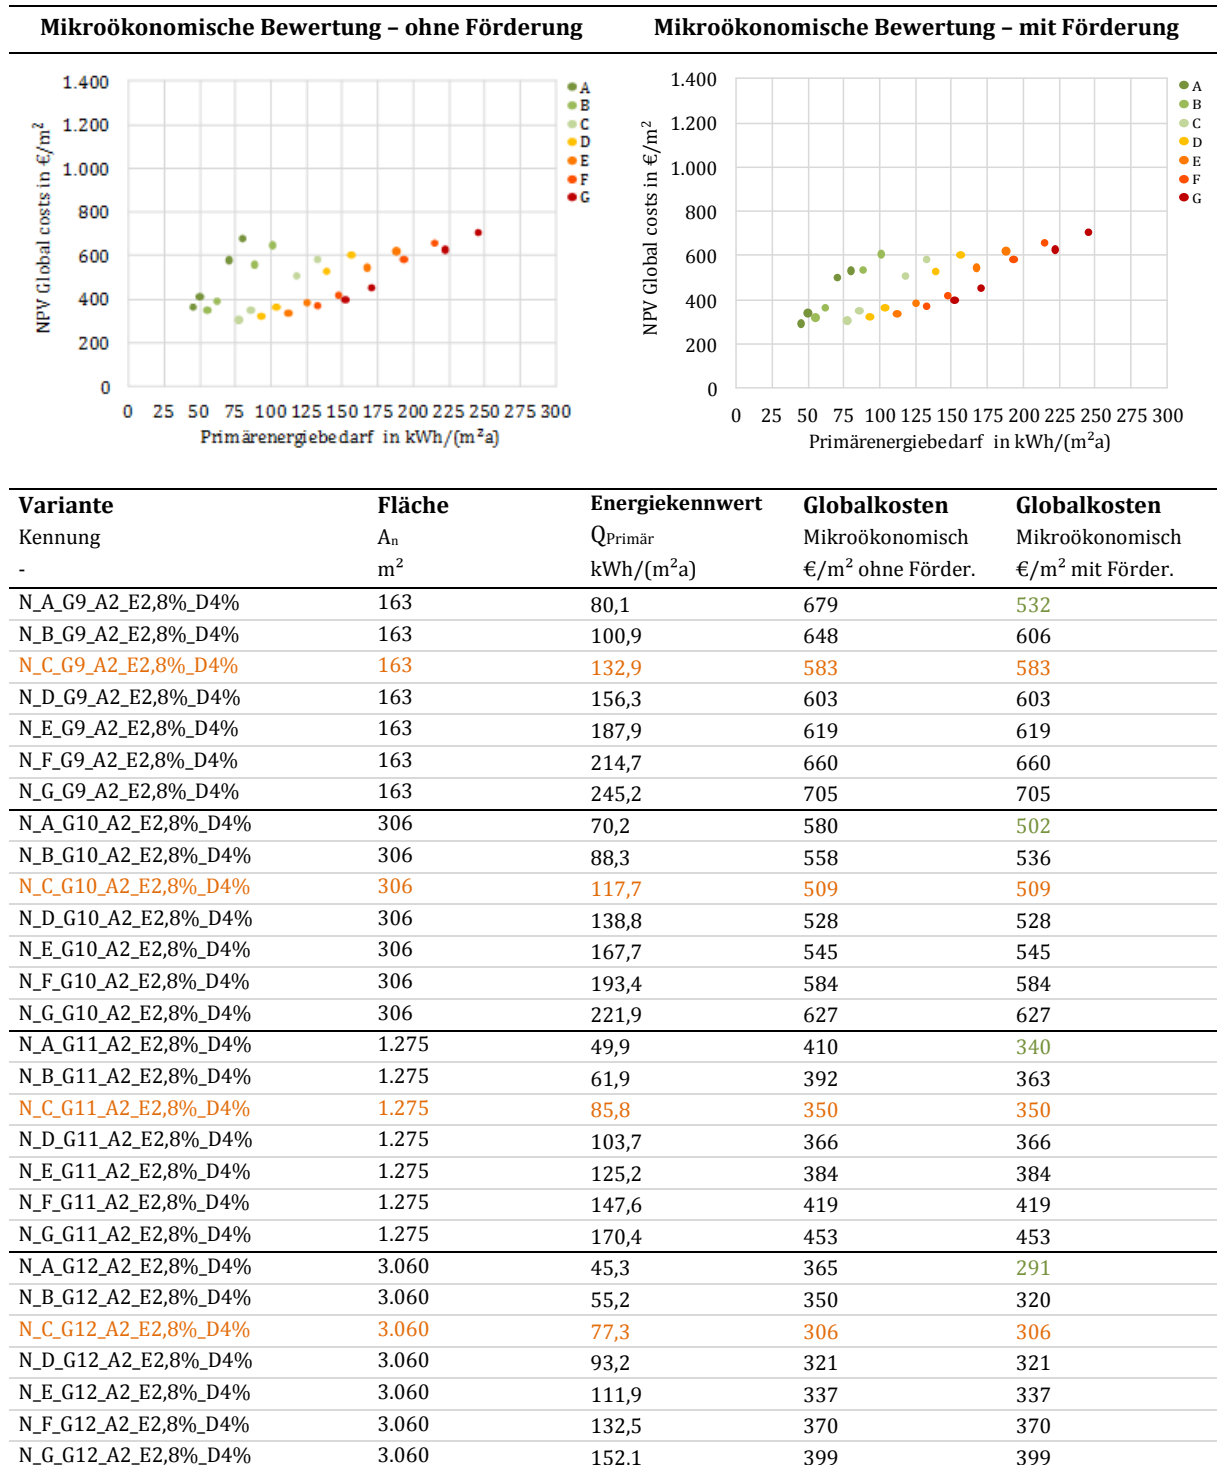 Mikroökonomische Bewertung – ohne Förderung Mikroökonomische Bewertung – mit Förderung
NPV Global costs in €/m²
1.400
1.200
1.000
800
600
400
200
0
0 25 50 75 100 125 150 175 200 225 250 275 300
Primärenergiebedarf in kWh/(m²a)
A
B
C
D
E
F
G
NPV Global costs in €/m²
1.400
1.200
1.000
800
600
400
200
0
0 25 50 75 100 125 150 175 200 225 250 275 300
Primärenergiebedarf in kWh/(m²a)
A
B
C
D
E
F
G
Variante Fläche Energiekennwert Globalkosten Globalkosten
Kennung An QPrimär Mikroökonomisch Mikroökonomisch
- m² kWh/(m²a) €/m² ohne Förder. €/m² mit Förder.
N_A_G9_A2_E2,8%_D4% 163 80,1 679 532
N_B_G9_A2_E2,8%_D4% 163 100,9 648 606
N_C_G9_A2_E2,8%_D4% 163 132,9 583 583
N_D_G9_A2_E2,8%_D4% 163 156,3 603 603
N_E_G9_A2_E2,8%_D4% 163 187,9 619 619
N_F_G9_A2_E2,8%_D4% 163 214,7 660 660
N_G_G9_A2_E2,8%_D4% 163 245,2 705 705
N_A_G10_A2_E2,8%_D4% 306 70,2 580 502
N_B_G10_A2_E2,8%_D4% 306 88,3 558 536
N_C_G10_A2_E2,8%_D4% 306 117,7 509 509
N_D_G10_A2_E2,8%_D4% 306 138,8 528 528
N_E_G10_A2_E2,8%_D4% 306 167,7 545 545
N_F_G10_A2_E2,8%_D4% 306 193,4 584 584
N_G_G10_A2_E2,8%_D4% 306 221,9 627 627
N_A_G11_A2_E2,8%_D4% 1.275 49,9 410 340
N_B_G11_A2_E2,8%_D4% 1.275 61,9 392 363
N_C_G11_A2_E2,8%_D4% 1.275 85,8 350 350
N_D_G11_A2_E2,8%_D4% 1.275 103,7 366 366
N_E_G11_A2_E2,8%_D4% 1.275 125,2 384 384
N_F_G11_A2_E2,8%_D4% 1.275 147,6 419 419
N_G_G11_A2_E2,8%_D4% 1.275 170,4 453 453
N_A_G12_A2_E2,8%_D4% 3.060 45,3 365 291
N_B_G12_A2_E2,8%_D4% 3.060 55,2 350 320
N_C_G12_A2_E2,8%_D4% 3.060 77,3 306 306
N_D_G12_A2_E2,8%_D4% 3.060 93,2 321 321
N_E_G12_A2_E2,8%_D4% 3.060 111,9 337 337
N_F_G12_A2_E2,8%_D4% 3.060 132,5 370 370
N_G_G12_A2_E2,8%_D4% 3.060 152,1 399 399